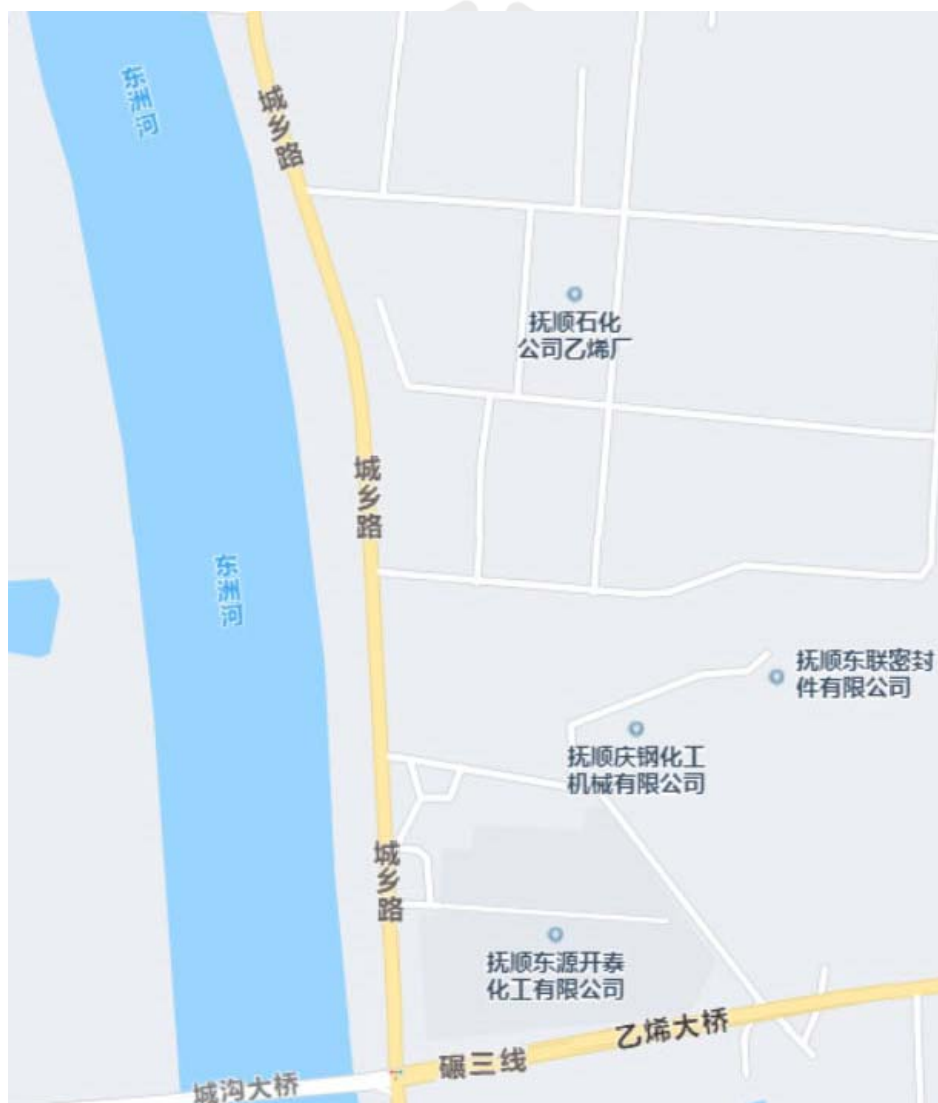 东洲河
城乡路
抚顺石化
公司乙烯厂
城乡路
东洲河
抚顺东联密封
件有限公司
抚顺庆钢化工
机械有限公司
城乡路
抚顺东源开泰
化工有限公司
乙烯大桥
碾三线
城沟大桥